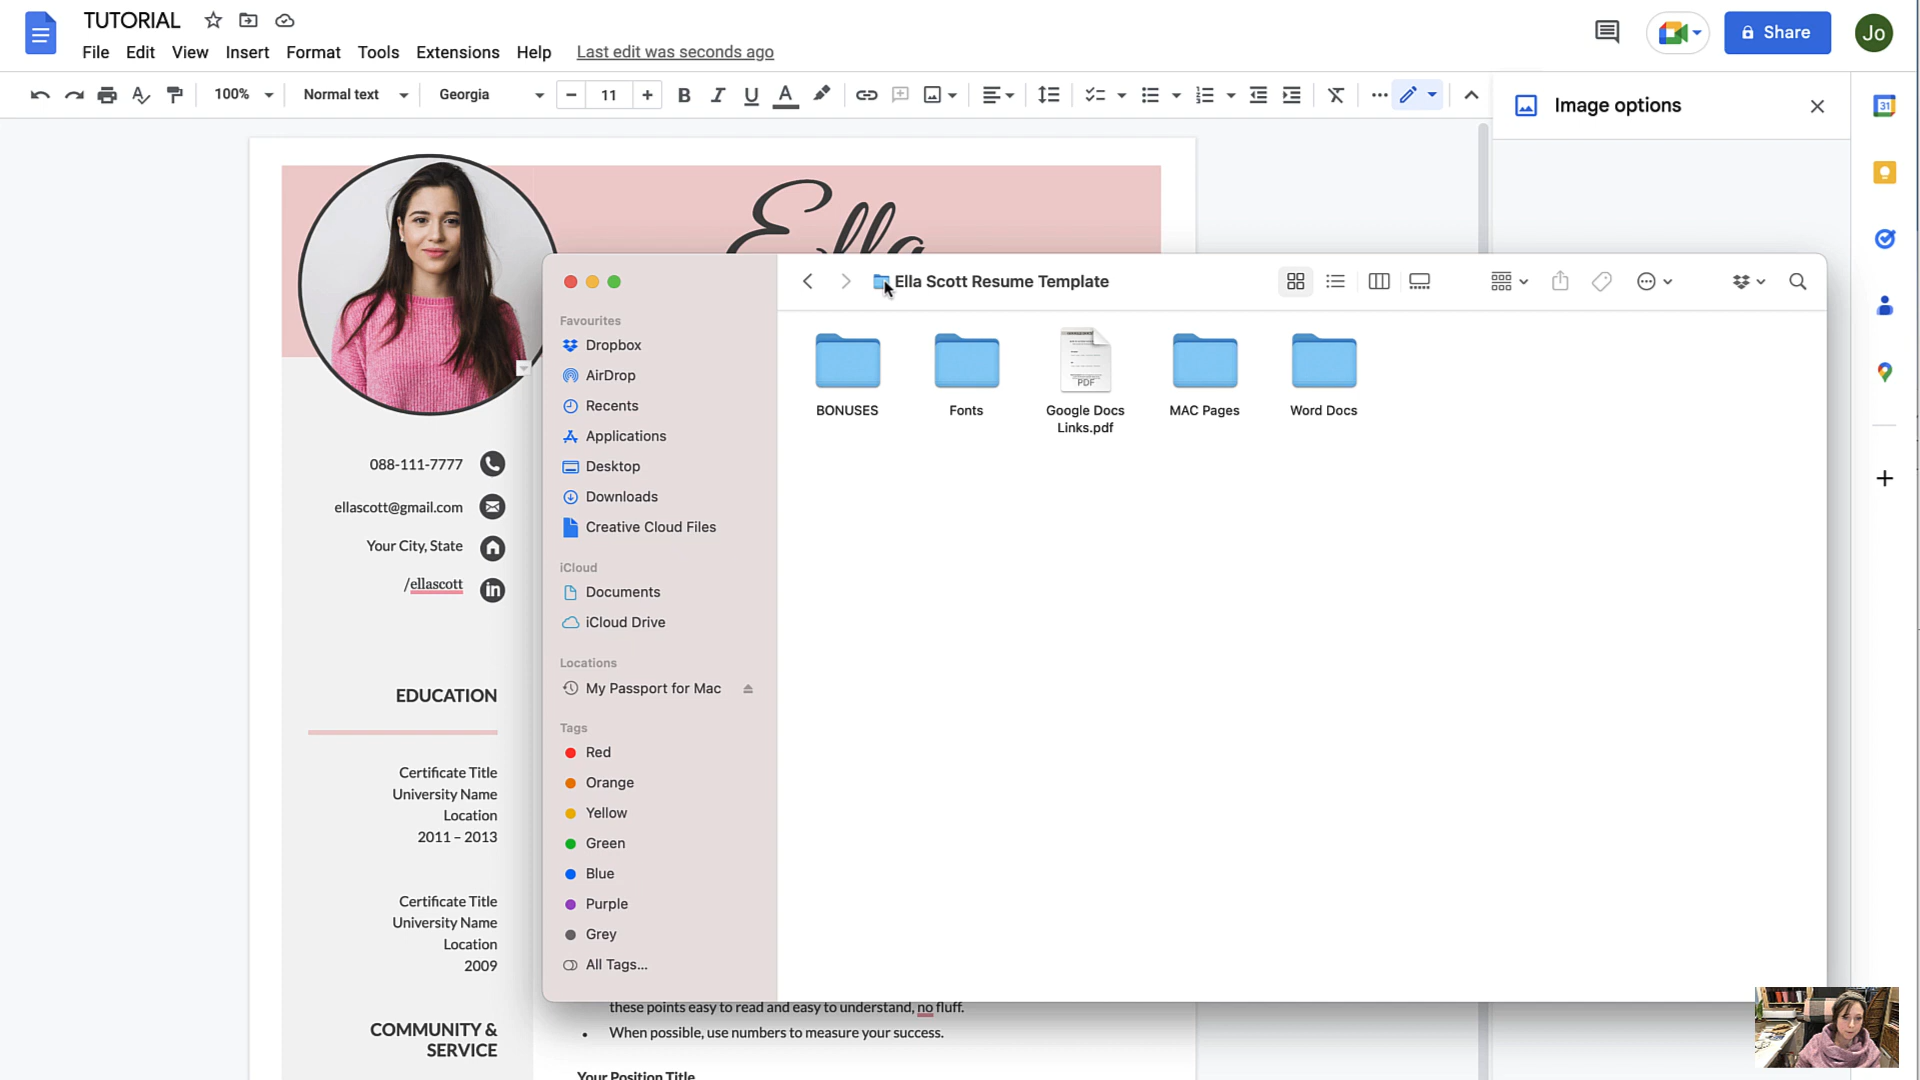 TUTORIAL
File Edit View Insert Format Tools Extensions Help Last edit was seconds ago
Share
Jo
100% Normal text Georgia 11
Image options
31
Ella
088-111-7777
ellascott@gmail.com
Your City, State
/ellascott
EDUCATION
Certificate Title
University Name
Location
2011 – 2013
Certificate Title
University Name
Location
2009
COMMUNITY &
SERVICE
Ella Scott Resume Template
Favourites
Dropbox
AirDrop
Recents
Applications
Desktop
Downloads
Creative Cloud Files
iCloud
Documents
iCloud Drive
Locations
My Passport for Mac
Tags
Red
Orange
Yellow
Green
Blue
Purple
Grey
All Tags...
PDF
BONUSES
Fonts
Google Docs
Links.pdf
MAC Pages
Word Docs
these points easy to read and easy to understand, no fluff.
• When possible, use numbers to measure your success.
Your Position Title